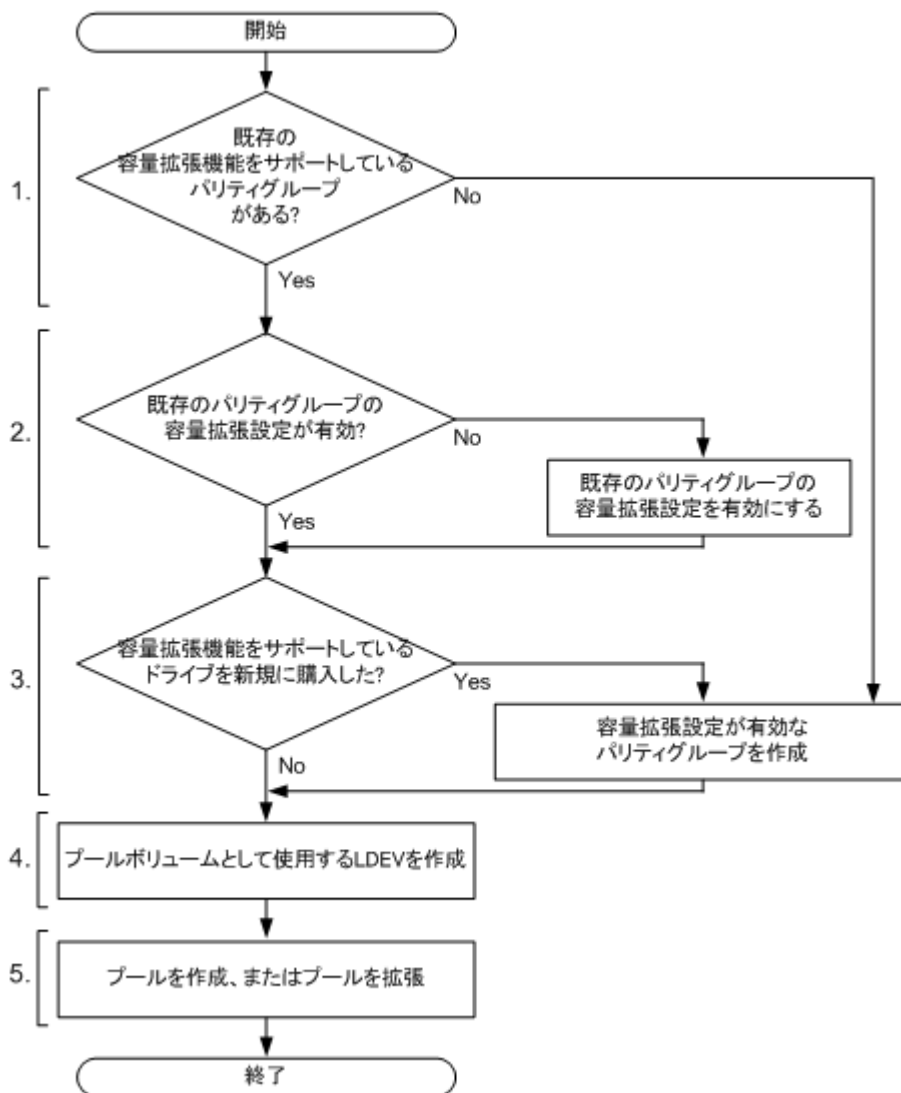 開始
1.
既存の
容量拡張機能をサポートしている
パリティグループ
がある?
No
Yes
2.
既存のパリティグループの
容量拡張設定が有効?
No
既存のパリティグループの
容量拡張設定を有効にする
Yes
3.
容量拡張機能をサポートしている
ドライブを新規に購入した?
Yes
容量拡張設定が有効な
パリティグループを作成
No
4.
プールボリュームとして使用するLDEVを作成
5.
プールを作成、またはプールを拡張
終了